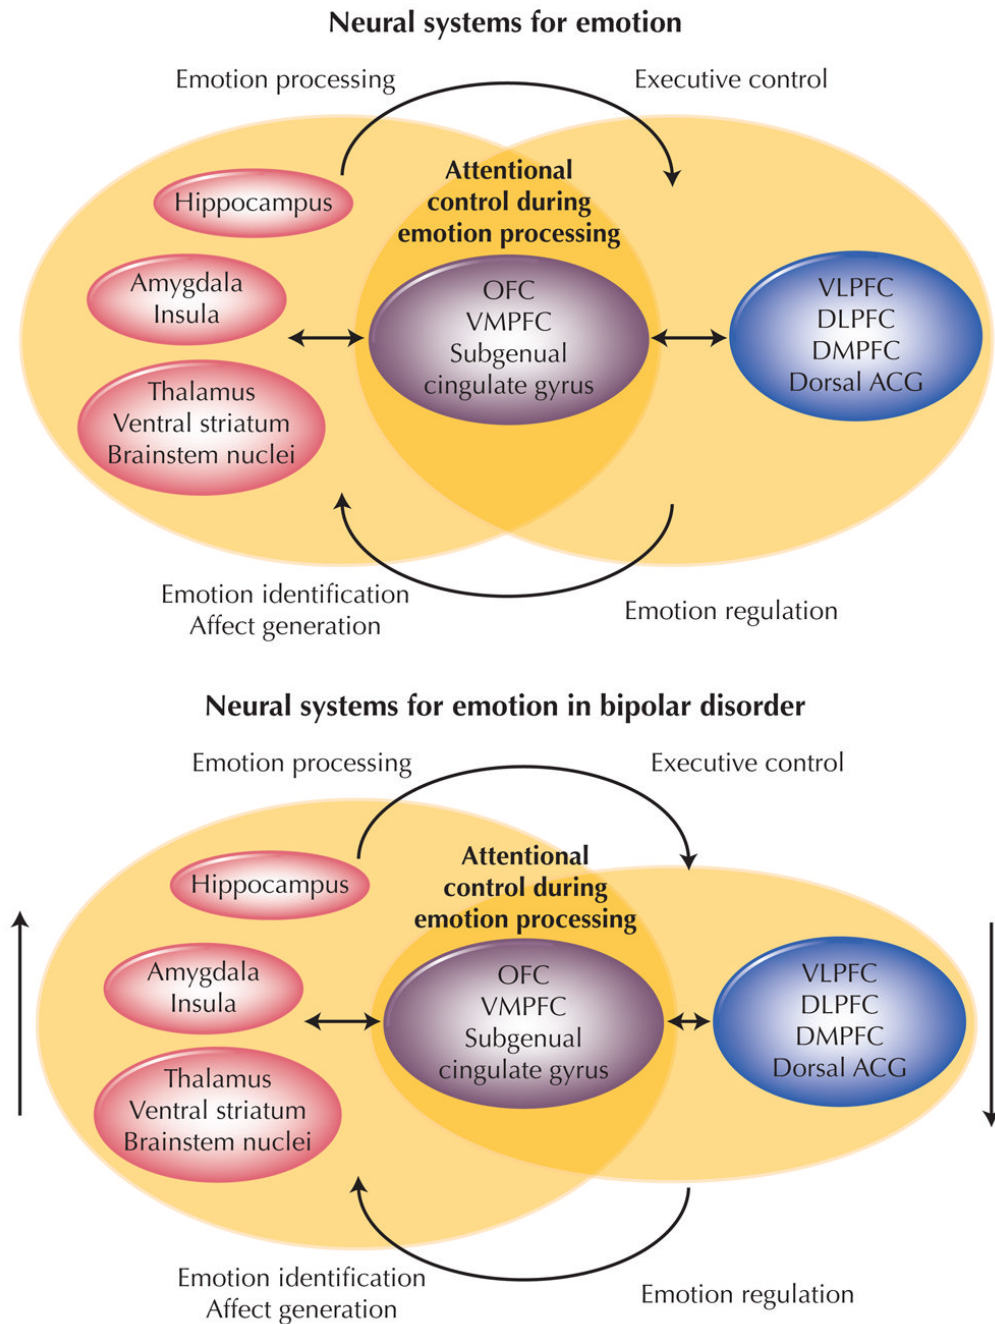 Neural systems for emotion
Emotion processing
Executive control
Attentional
control during
emotion processing
Hippocampus
Amygdala
Insula
Thalamus
Ventral striatum
Brainstem nuclei
OFC
VMPFC
Subgenual
cingulate gyrus
VLPFC
DLPFC
DMPFC
Dorsal ACG
Emotion identification
Affect generation
Emotion regulation
Neural systems for emotion in bipolar disorder
Emotion processing
Executive control
Attentional
control during
emotion processing
Hippocampus
Amygdala
Insula
Thalamus
Ventral striatum
Brainstem nuclei
OFC
VMPFC
Subgenual
cingulate gyrus
VLPFC
DLPFC
DMPFC
Dorsal ACG
Emotion identification
Affect generation
Emotion regulation